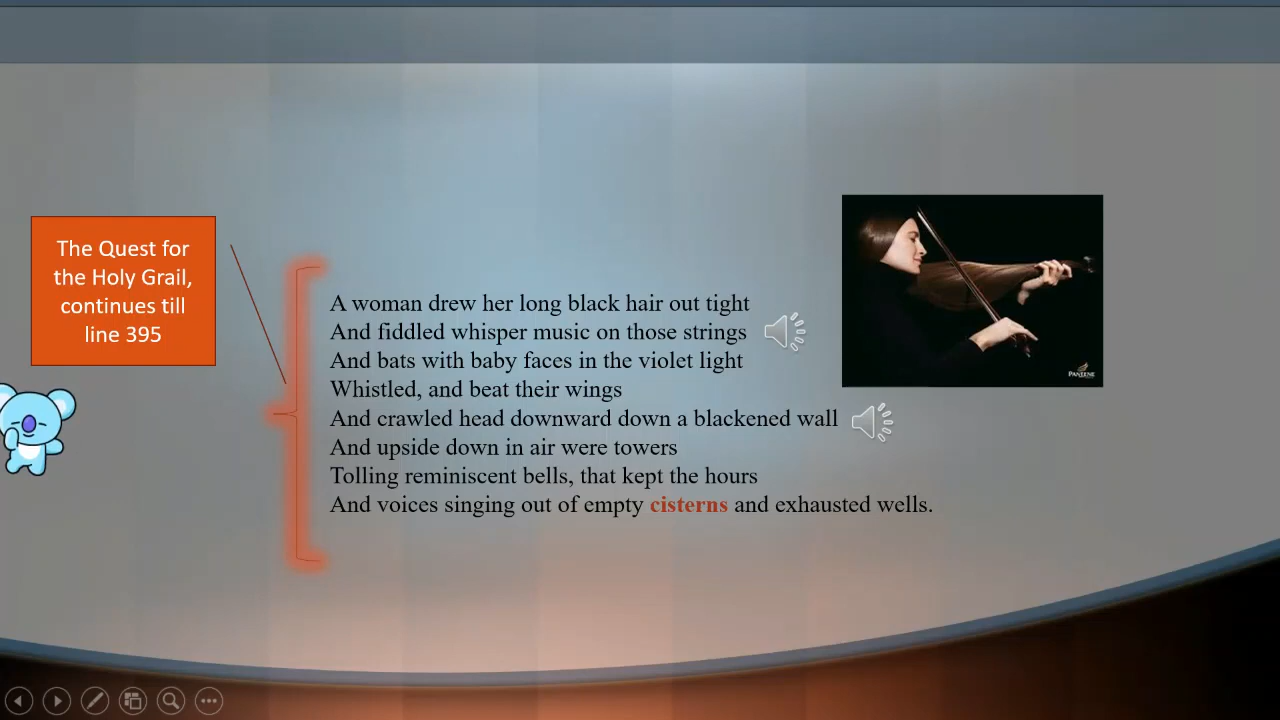 The Quest for
the Holy Grail,
continues till
line 395
A woman drew her long black hair out tight
And fiddled whisper music on those strings
And bats with baby faces in the violet light
Whistled, and beat their wings
And crawled head downward down a blackened wall
And upside down in air were towers
Tolling reminiscent bells, that kept the hours
And voices singing out of empty cisterns and exhausted wells.
PANTENE